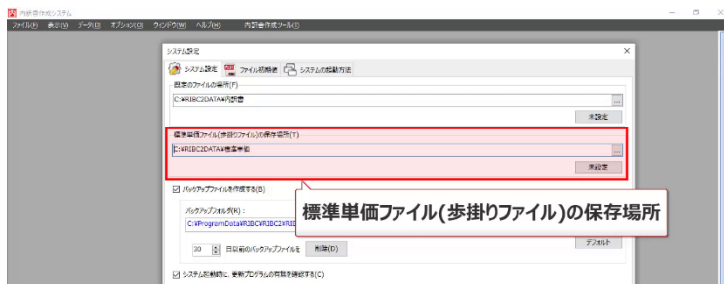 内訳書作成システム
ファイル(F) 表示(V) データ(D) オプション(O) ウィンドウ(W) ヘルプ(H) 内訳書作成ツール(T)
システム設定
システム設定 ファイル初期値 システムの起動方法
既定のファイルの場所(F)
C:¥RIBC2DATA¥内訳書
未設定
標準単価ファイル(歩掛りファイル)の保存場所(T)
C:¥RIBC2DATA¥標準単価
未設定
バックアップファイルを作成する(B)
標準単価ファイル(歩掛りファイル)の保存場所
バックアップフォルダ(R) :
C:¥ProgramData¥RIBC¥RIBC2¥RI
デフォルト
30 日以前のバックアップファイルを 削除(D)
システム起動時に、更新プログラムの有無を確認する(C)